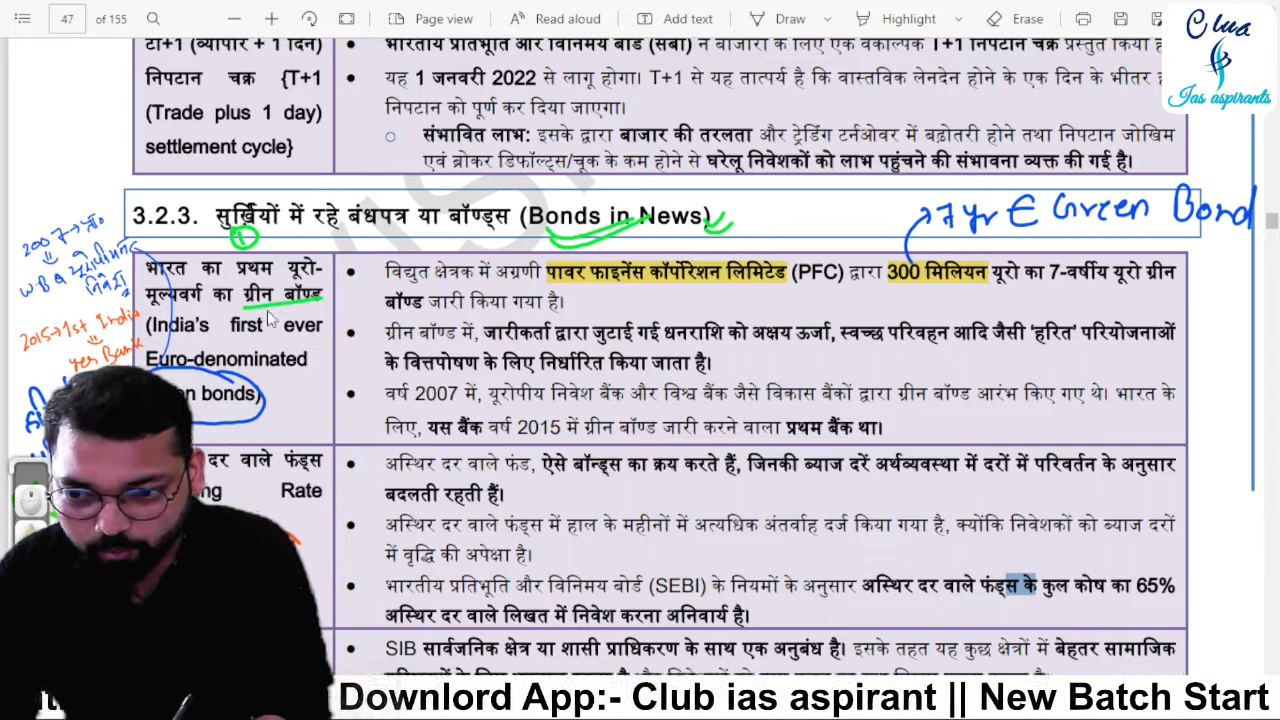 47 of 155 Page view Read aloud Add text Draw Highlight Erase
Club
Ias aspirants
टी+1 (व्यापार + 1 दिन) निपटान चक्र {T+1 (Trade plus 1 day) settlement cycle}
भारतीय प्रतिभूति और विनिमय बोर्ड (सेबी) ने बाजारों के लिए एक वैकल्पिक T+1 निपटान चक्र प्रस्तुत किया
यह 1 जनवरी 2022 से लागू होगा। T+1 से यह तात्पर्य है कि वास्तविक लेनदेन होने के एक दिन के भीतर
निपटान को पूर्ण कर दिया जाएगा।
संभावित लाभ: इसके द्वारा बाजार की तरलता और ट्रेडिंग टर्नओवर में बढ़ोतरी होने तथा निपटान जोखिम
एवं ब्रोकर डिफॉल्ट्स/चूक के कम होने से घरेलू निवेशकों को लाभ पहुंचने की संभावना व्यक्त की गई है।
3.2.3. सुर्खियों में रहे बंधपत्र या बॉण्ड्स (Bonds in News)
7 yr € Green Bond
1
2007
WB &
2015→1st India
yes Bank
भारत का प्रथम यूरो-
मूल्यवर्ग का ग्रीन बॉण्ड
(India's first ever
Euro-denominated
bonds)
विद्युत क्षेत्रक में अग्रणी पावर फाइनेंस कॉर्पोरेशन लिमिटेड (PFC) द्वारा 300 मिलियन यूरो का 7-वर्षीय यूरो ग्रीन
बॉण्ड जारी किया गया है।
ग्रीन बॉण्ड में, जारीकर्ता द्वारा जुटाई गई धनराशि को अक्षय ऊर्जा, स्वच्छ परिवहन आदि जैसी 'हरित' परियोजनाओं
के वित्तपोषण के लिए निर्धारित किया जाता है।
वर्ष 2007 में, यूरोपीय निवेश बैंक और विश्व बैंक जैसे विकास बैंकों द्वारा ग्रीन बॉण्ड आरंभ किए गए थे। भारत के
लिए, यस बैंक वर्ष 2015 में ग्रीन बॉण्ड जारी करने वाला प्रथम बैंक था।
दर वाले फंड्स
Rate
अस्थिर दर वाले फंड, ऐसे बॉन्ड्स का क्रय करते हैं, जिनकी ब्याज दरें अर्थव्यवस्था में दरों में परिवर्तन के अनुसार
बदलती रहती हैं।
अस्थिर दर वाले फंड्स में हाल के महीनों में अत्यधिक अंतर्वाह दर्ज किया गया है, क्योंकि निवेशकों को ब्याज दरों
में वृद्धि की अपेक्षा है।
भारतीय प्रतिभूति और विनिमय बोर्ड (SEBI) के नियमों के अनुसार अस्थिर दर वाले फंड्स के कुल कोष का 65%
अस्थिर दर वाले लिखत में निवेश करना अनिवार्य है।
SIB सार्वजनिक क्षेत्र या शासी प्राधिकरण के साथ एक अनुबंध है। इसके तहत यह कुछ क्षेत्रों में बेहतर सामाजिक
Downlord App:- Club ias aspirant || New Batch Start